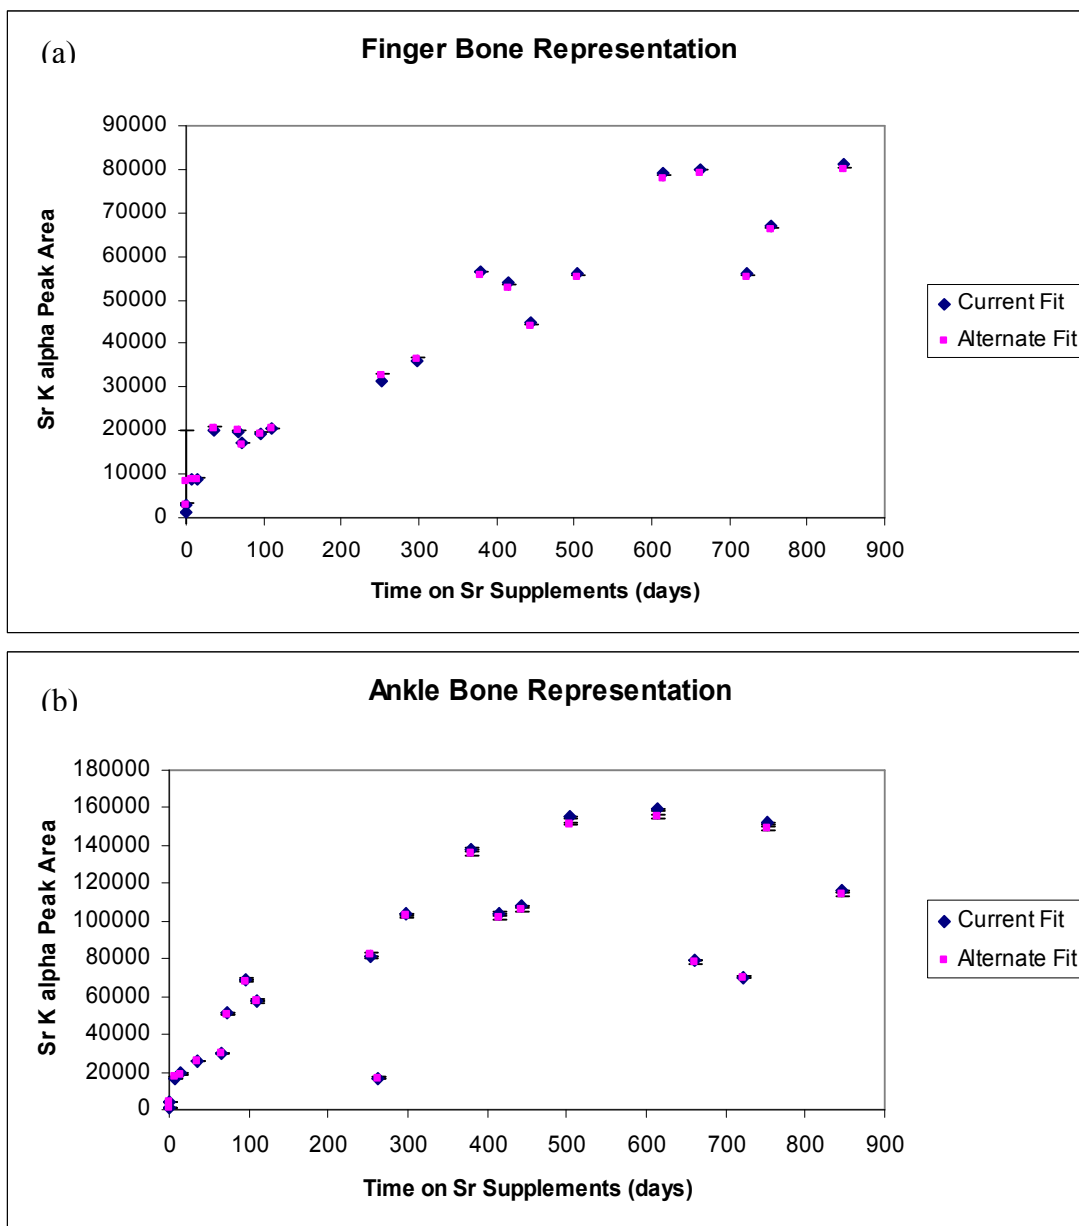 (a)
Finger Bone Representation
90000
80000
70000
60000
50000
40000
30000
20000
10000
0
Sr K alpha Peak Area
0 100 200 300 400 500 600 700 800 900
Time on Sr Supplements (days)
Current Fit
Alternate Fit
(b)
Ankle Bone Representation
180000
160000
140000
120000
100000
80000
60000
40000
20000
0
Sr K alpha Peak Area
0 100 200 300 400 500 600 700 800 900
Time on Sr Supplements (days)
Current Fit
Alternate Fit